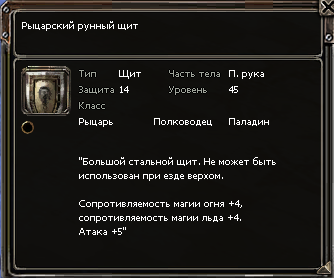 Рыцарский рунный щит
Тип Щит Часть тела П. рука
Защита 14 Уровень 45
Класс
Рыцарь Полководец Паладин
"Большой стальной щит. Не может быть
использован при езде верхом.
Сопротивляемость магии огня +4,
сопротивляемость магии льда +4.
Атака +5"